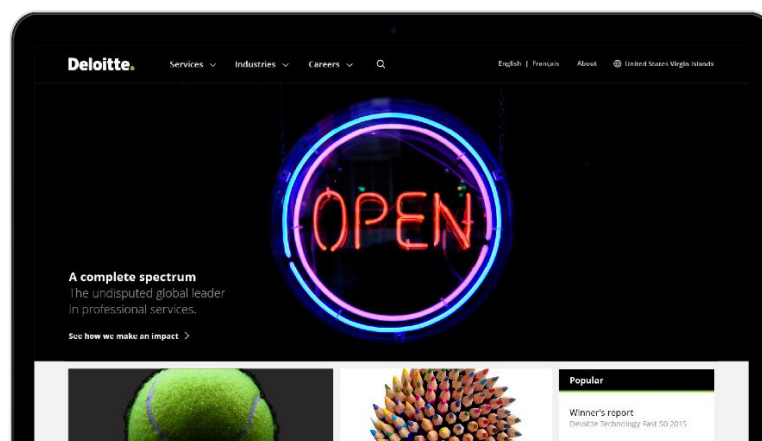 Deloitte.
Services
Industries
Careers
English | Français
About
United States Virgin Islands
OPEN
A complete spectrum
The undisputed global leader
in professional services.
See how we make an impact
Popular
Winner's report
Deloitte Technology Fast 50 2015